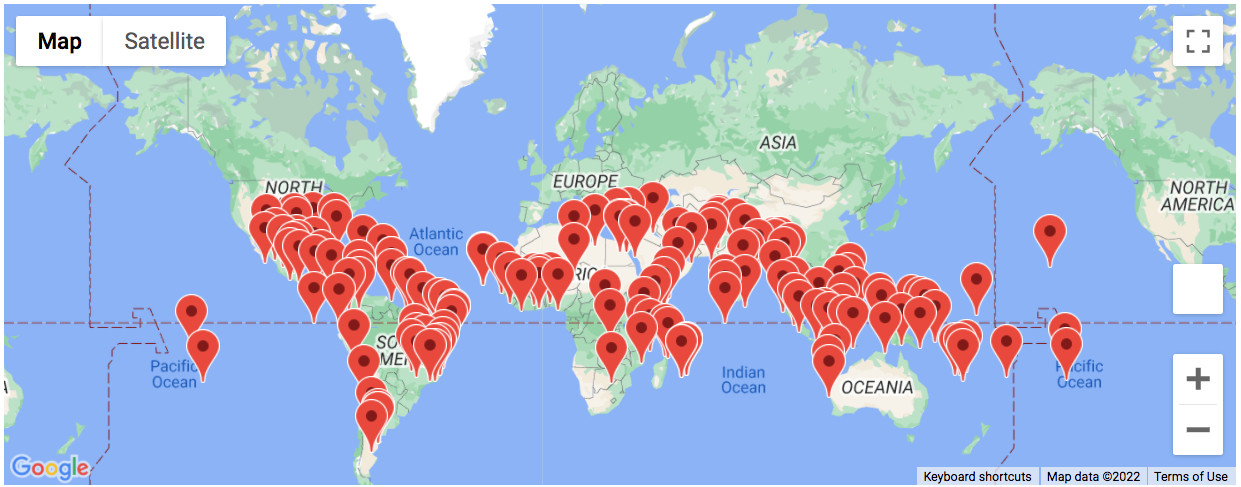 Map
Satellite
NORTH
ASIA
EUROPE
NORTH
AMERICA
Atlantic
Ocean
RIC
SO
MER
Pacific
Ocean
Indian
Ocean
OCEANIA
Pacific
Ocean
A
Google
Keyboard shortcuts
Map data ©2022
Terms of Use